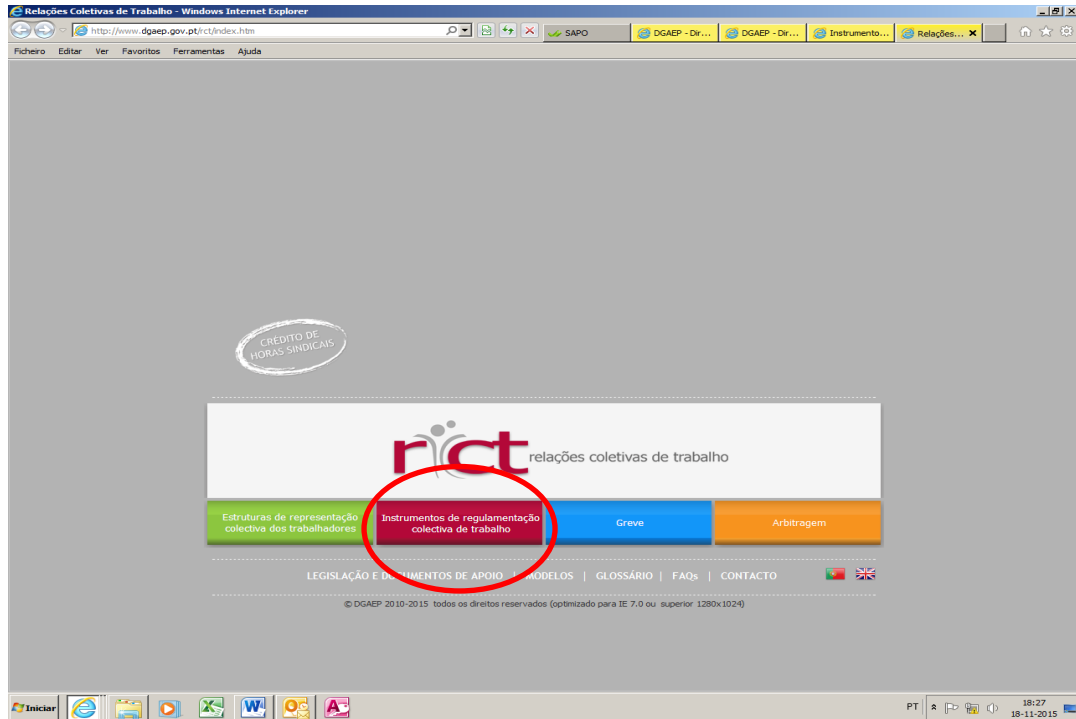 Relações Coletivas de Trabalho - Windows Internet Explorer
http://www.dgaep.gov.pt/rct/index.htm
SAPO
DGAEP - Dir...
DGAEP - Dir...
Instrumento...
Relações...
Ficheiro Editar Ver Favoritos Ferramentas Ajuda
CRÉDITO DE
HORAS SINDICAIS
rct relações coletivas de trabalho
Estruturas de representação
colectiva dos trabalhadores
Instrumentos de regulamentação
colectiva de trabalho
Greve
Arbitragem
LEGISLAÇÃO E DOCUMENTOS DE APOIO | MODELOS | GLOSSÁRIO | FAQs | CONTACTO
© DGAEP 2010-2015 todos os direitos reservados (optimizado para IE 7.0 ou superior 1280x1024)
Iniciar
PT
18:27
18-11-2015